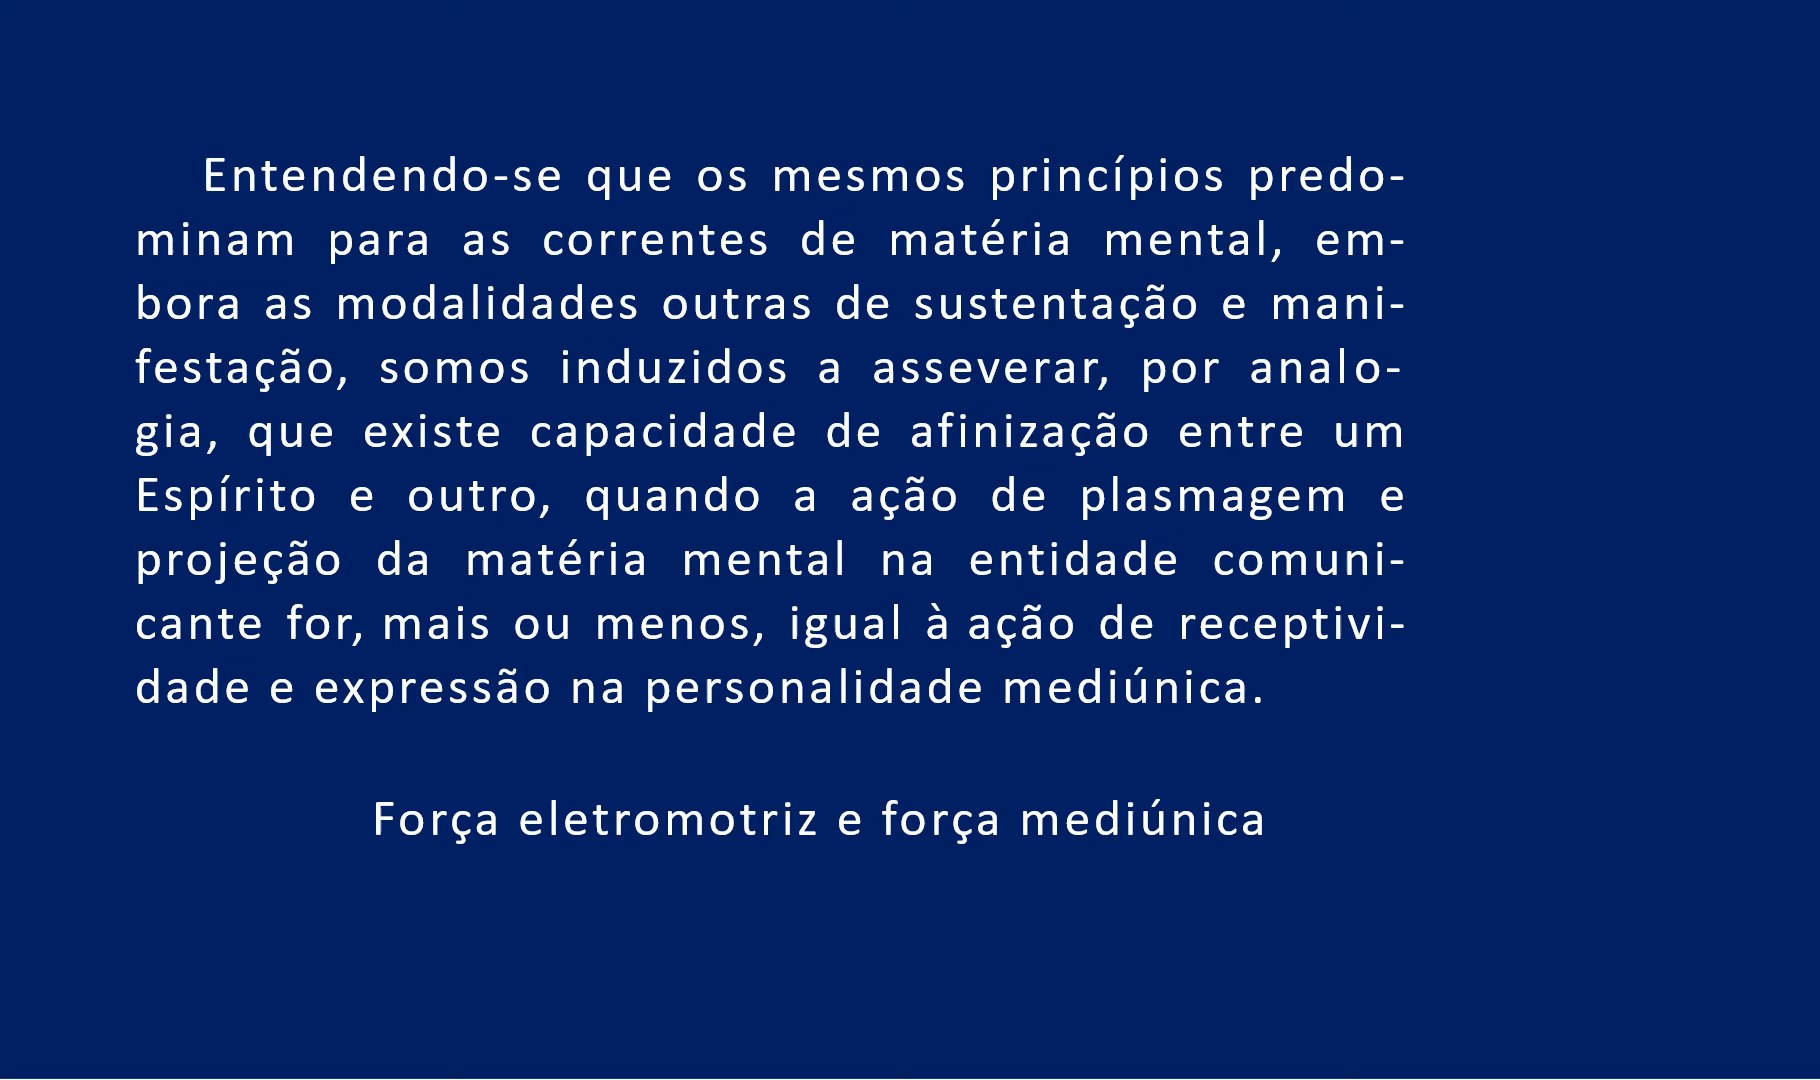 Entendendo-se que os mesmos princípios predo-
minam para as correntes de matéria mental, em-
bora as modalidades outras de sustentação e mani-
festação, somos induzidos a asseverar, por analo-
gia, que existe capacidade de afinização entre um
Espírito e outro, quando a ação de plasmagem e
projeção da matéria mental na entidade comuni-
cante for, mais ou menos, igual à ação de receptivi-
dade e expressão na personalidade mediúnica.
Força eletromotriz e força mediúnica